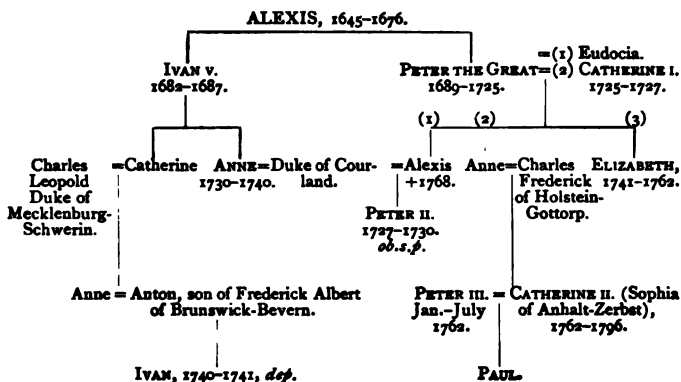 ALEXIS, 1645–1676.
IVAN V.
1682–1687.
= (1) Eudocia.
PETER THE GREAT = (2) CATHERINE I.
1689–1725. 1725–1727.
(1) (2) (3)
Charles = Catherine ANNE = Duke of Cour- = Alexis Anne = Charles ELIZABETH,
Leopold 1730–1740. land. +1768. Frederick 1741–1762.
Duke of of Holstein-
Mecklenburg- PETER II. Gottorp.
Schwerin. 1727–1730.
ob.s.p.
Anne = Anton, son of Frederick Albert PETER III. = CATHERINE II. (Sophia
of Brunswick-Bevern. Jan.–July of Anhalt-Zerbst),
1762. 1762–1796.
IVAN, 1740–1741, dep. PAUL.